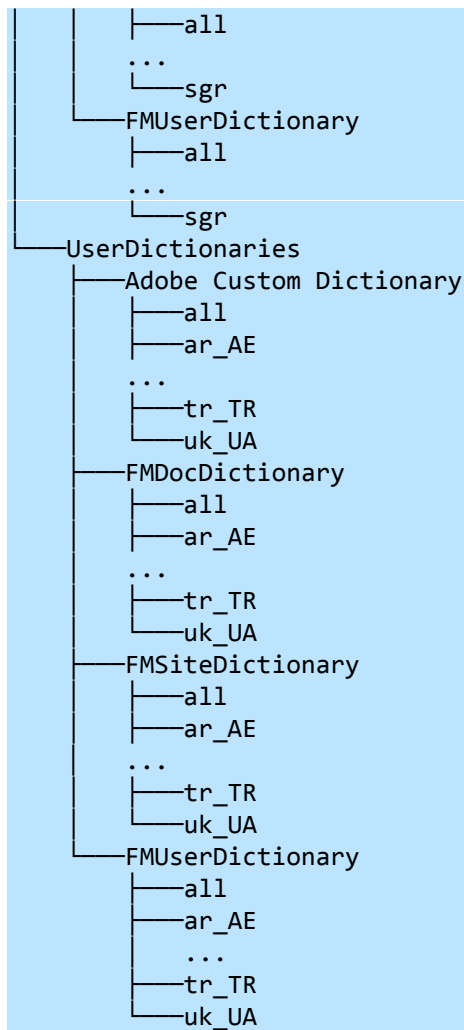 │   │   ├───all
│   │   ...
│   │   └───sgr
│   └───FMUserDictionary
│       ├───all
│       ...
│       └───sgr
└───UserDictionaries
    ├───Adobe Custom Dictionary
    │   ├───all
    │   ├───ar_AE
    │   ...
    │   ├───tr_TR
    │   └───uk_UA
    ├───FMDocDictionary
    │   ├───all
    │   ├───ar_AE
    │   ...
    │   ├───tr_TR
    │   └───uk_UA
    ├───FMSiteDictionary
    │   ├───all
    │   ├───ar_AE
    │   ...
    │   ├───tr_TR
    │   └───uk_UA
    └───FMUserDictionary
        ├───all
        ├───ar_AE
        │   ...
        ├───tr_TR
        └───uk_UA